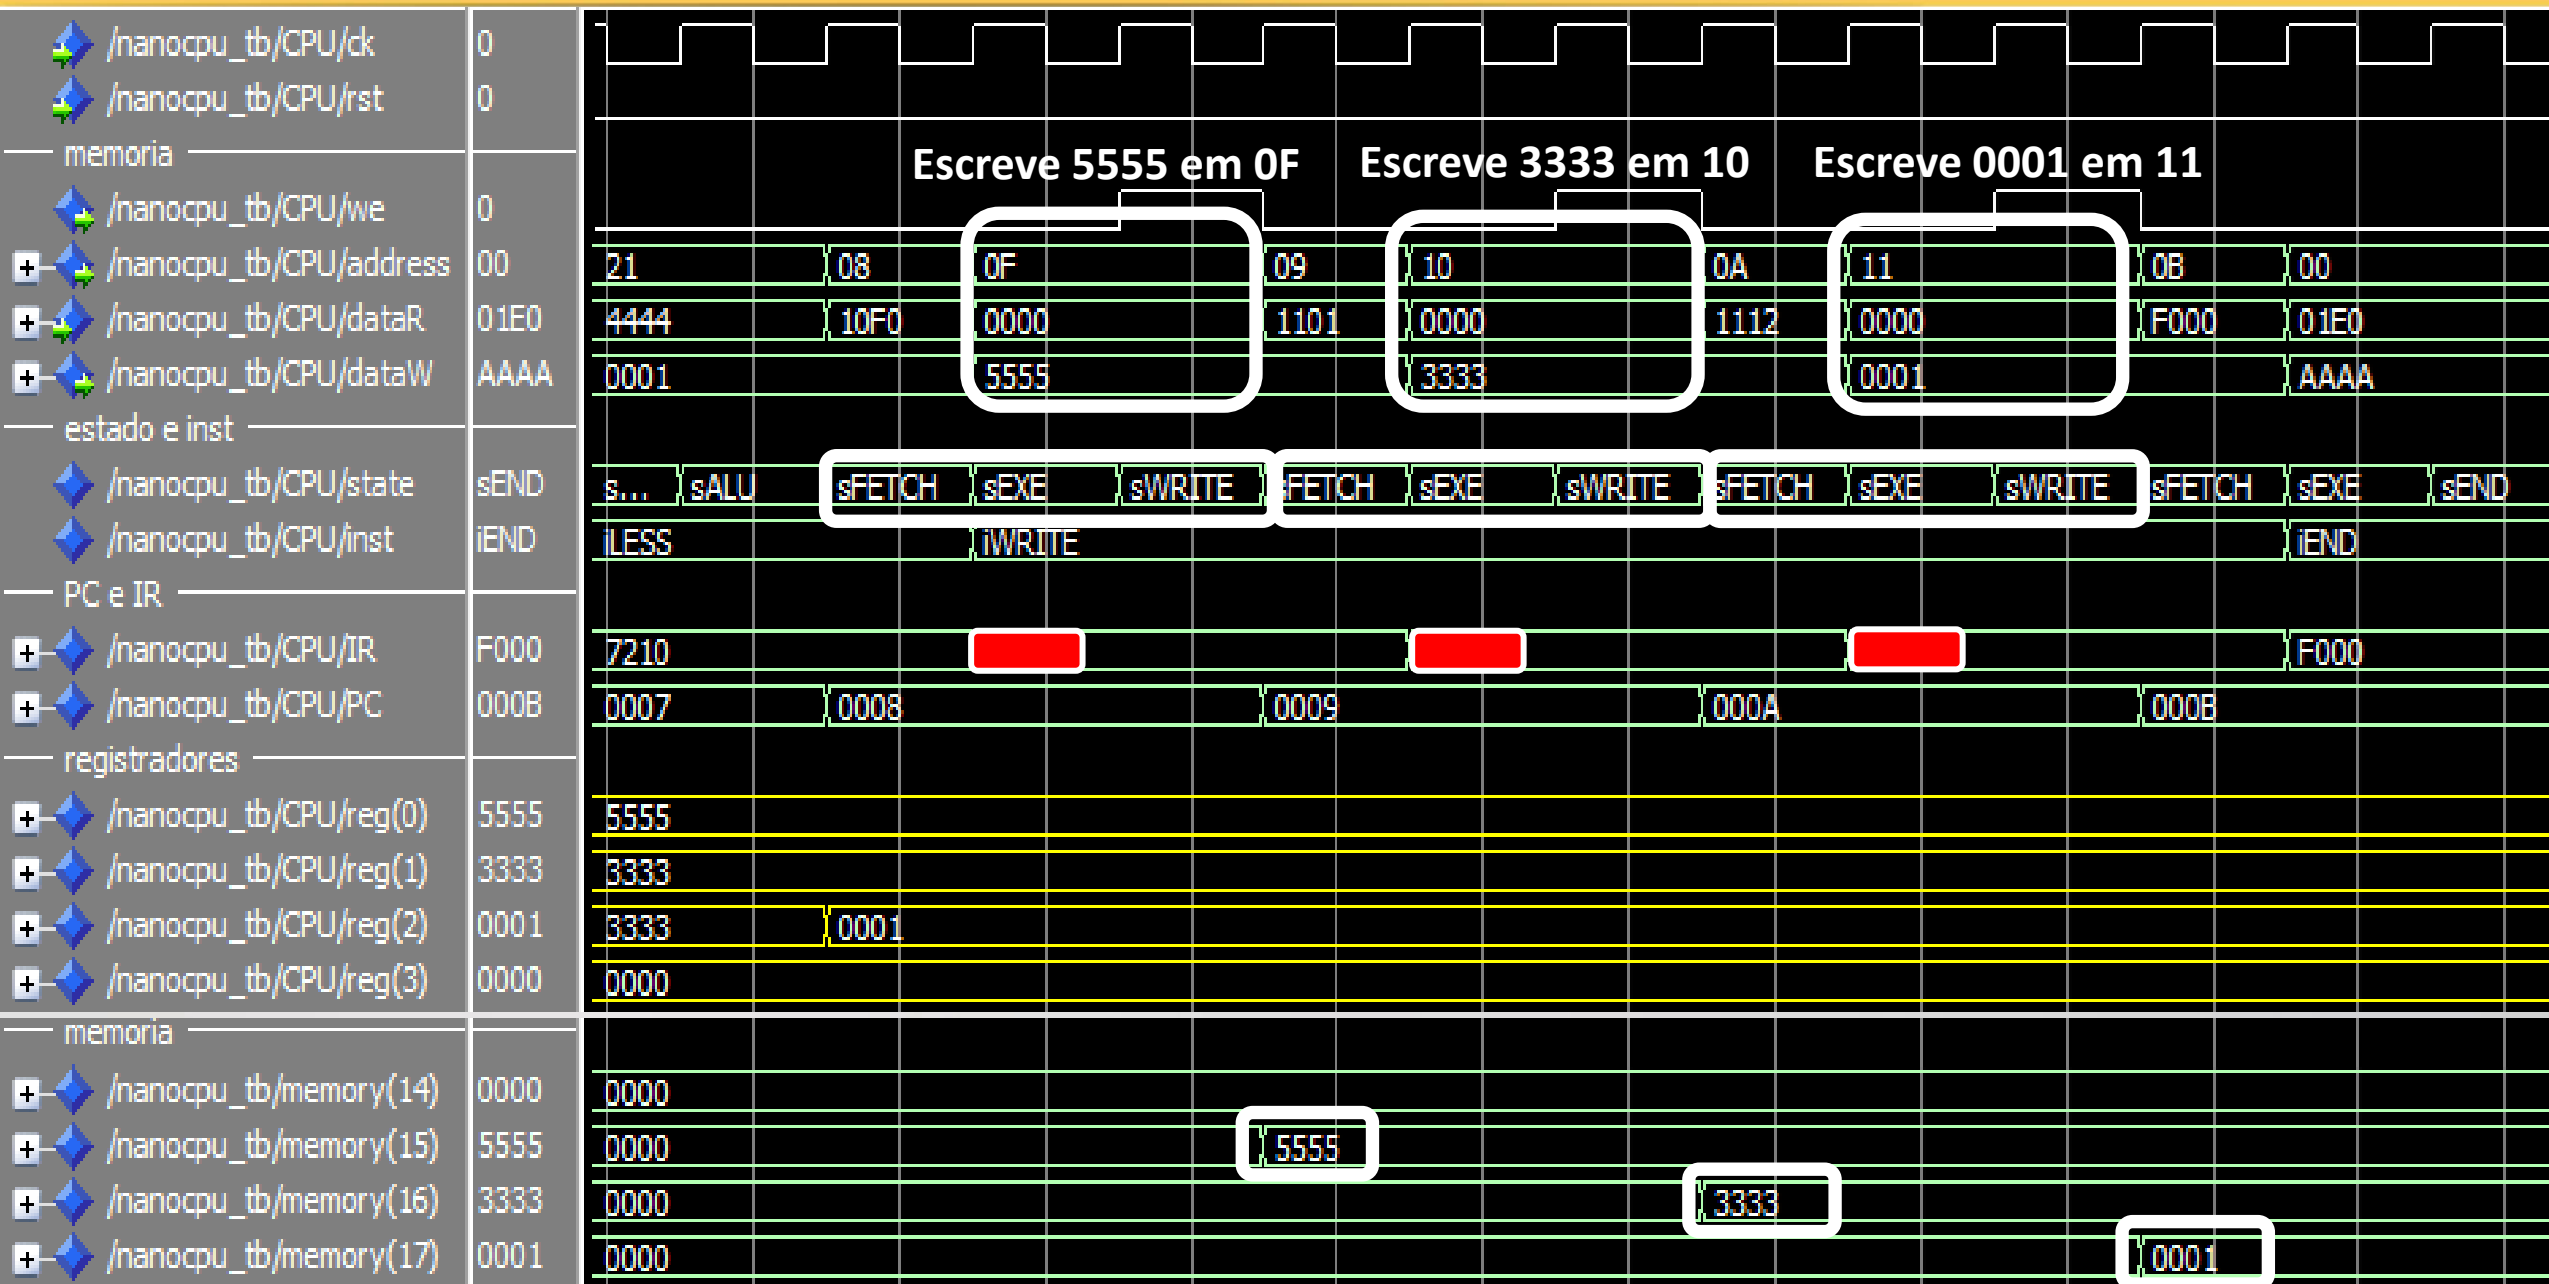 /nanocpu_tb/CPU/ck 0
/nanocpu_tb/CPU/rst 0
memoria
Escreve 5555 em 0F Escreve 3333 em 10 Escreve 0001 em 11
/nanocpu_tb/CPU/we 0
/nanocpu_tb/CPU/address 00 21 08 0F 09 10 0A 11 0B 00
/nanocpu_tb/CPU/dataR 01E0 4444 10F0 0000 1101 0000 1112 0000 F000 01E0
/nanocpu_tb/CPU/dataW AAAA 0001 5555 3333 0001 AAAA
estado e inst
/nanocpu_tb/CPU/state sEND s... sALU sFETCH sEXE sWRITE sFETCH sEXE sWRITE sFETCH sEXE sWRITE sFETCH sEXE sEND
/nanocpu_tb/CPU/inst iEND iLESS iWRITE iEND
PC e IR
/nanocpu_tb/CPU/IR F000 7210 F000
/nanocpu_tb/CPU/PC 000B 0007 0008 0009 000A 000B
registradores
/nanocpu_tb/CPU/reg(0) 5555 5555
/nanocpu_tb/CPU/reg(1) 3333 3333
/nanocpu_tb/CPU/reg(2) 0001 3333 0001
/nanocpu_tb/CPU/reg(3) 0000 0000
memoria
/nanocpu_tb/memory(14) 0000 0000
/nanocpu_tb/memory(15) 5555 0000 5555
/nanocpu_tb/memory(16) 3333 0000 3333
/nanocpu_tb/memory(17) 0001 0000 0001